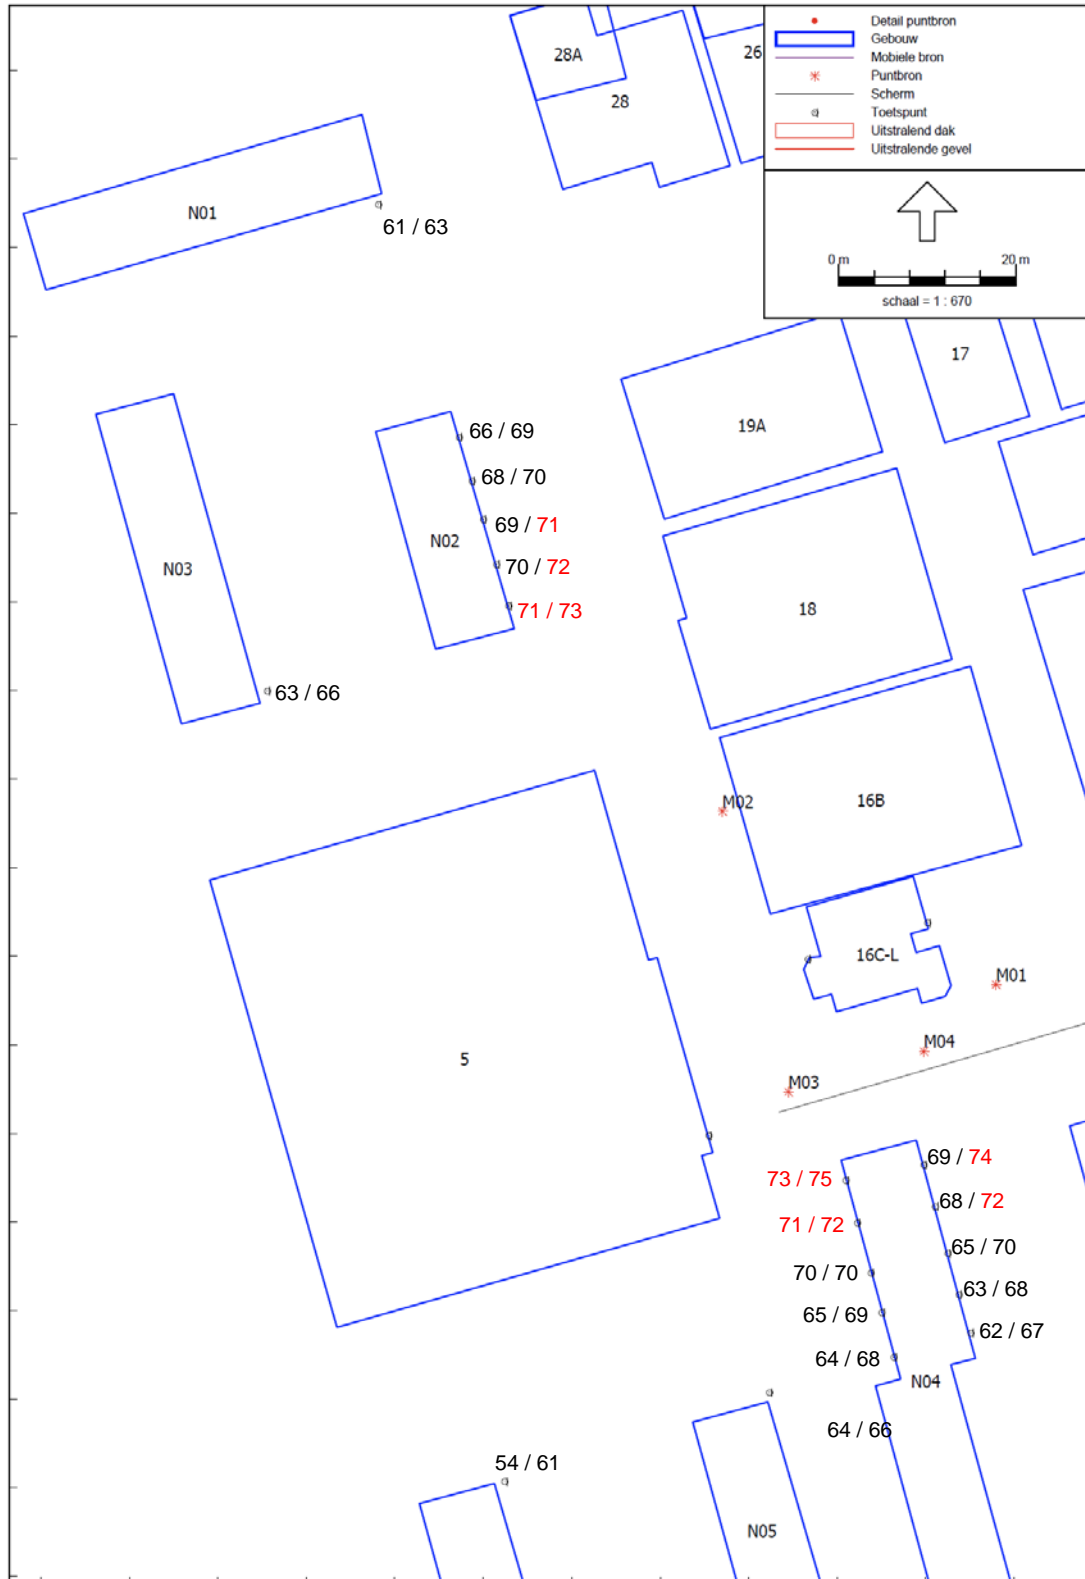 Detail puntbron
Gebouw
Mobiele bron
Puntbron
Scherm
Toetspunt
Uitstralend dak
Uitstralende gevel
0 m 20 m
schaal = 1 : 670
28A
26
28
N01
61 / 63
17
19A
66 / 69
68 / 70
69 / 71
N02
70 / 72
N03
18
71 / 73
63 / 66
M02
16B
16C-L
M01
M04
5
M03
69 / 74
73 / 75
68 / 72
71 / 72
65 / 70
70 / 70
63 / 68
65 / 69
62 / 67
64 / 68
N04
64 / 66
54 / 61
N05